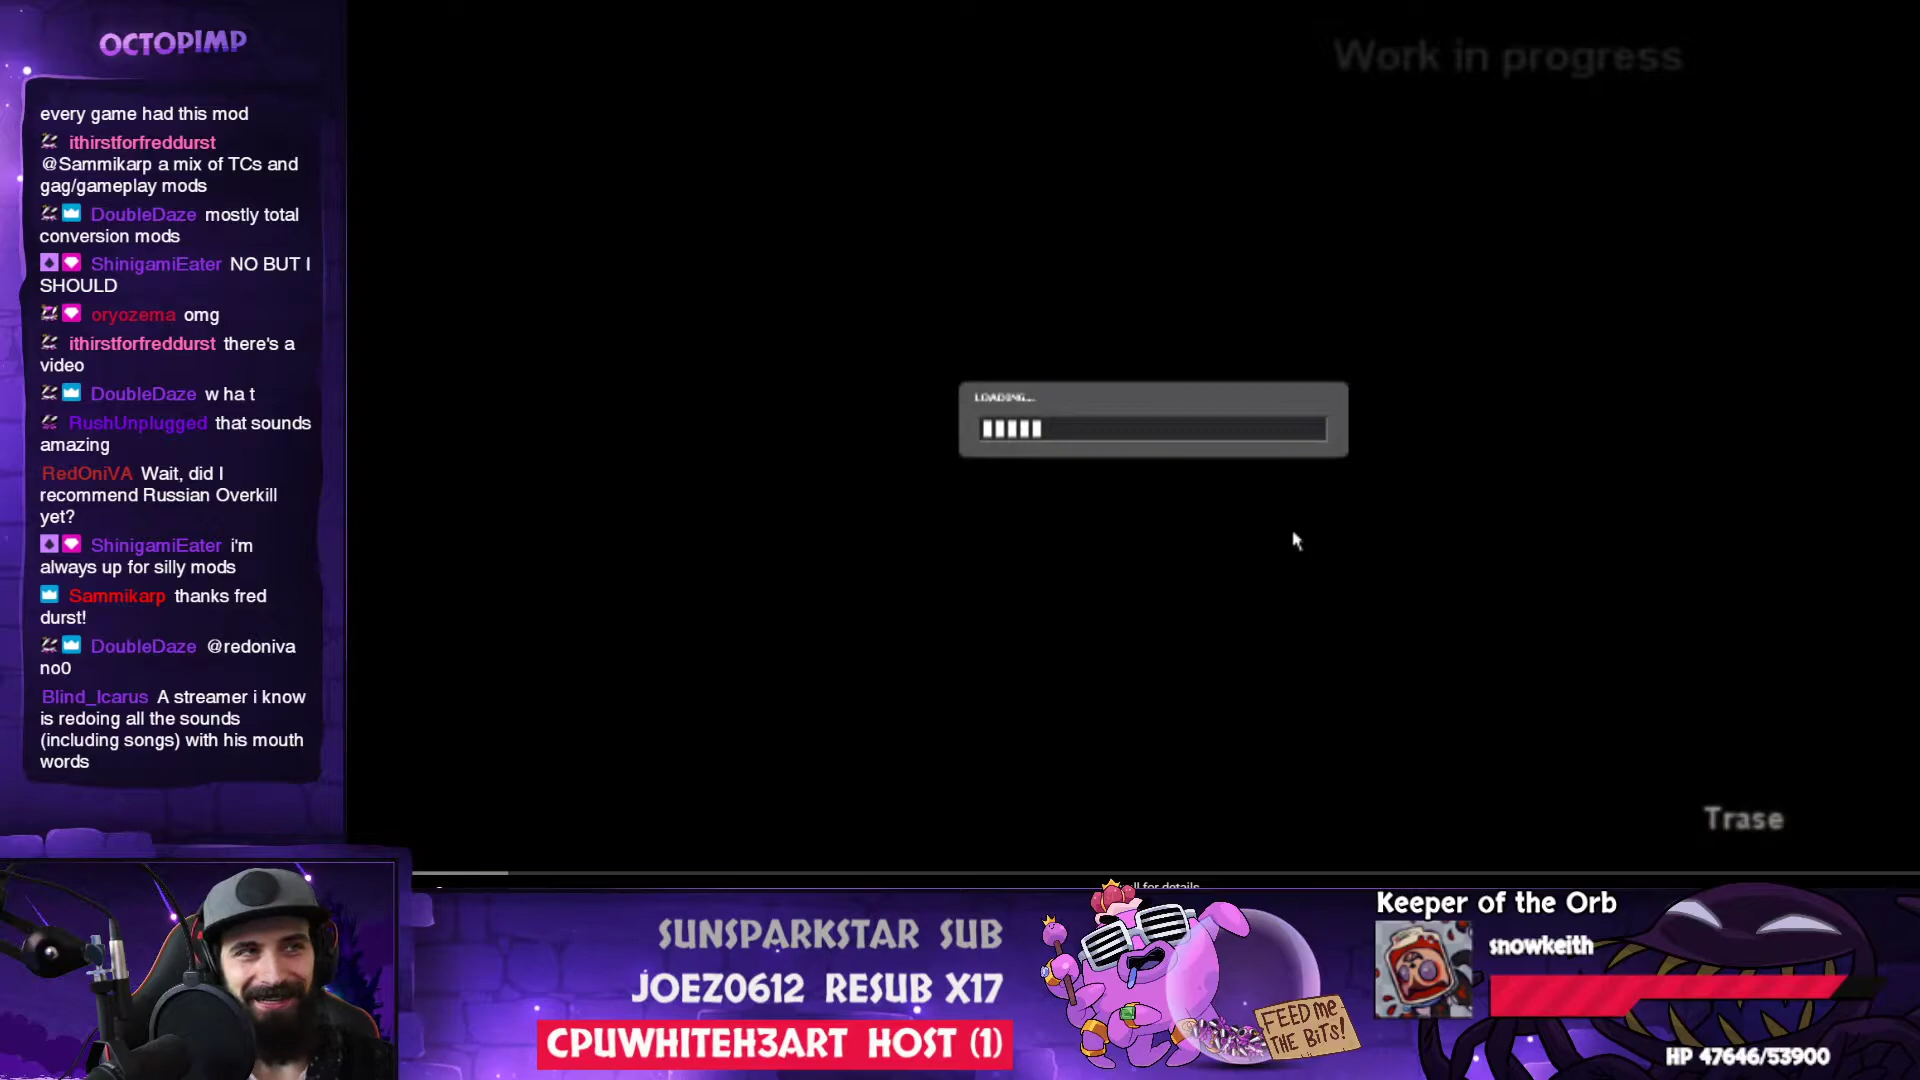 OCTOPIMP
every game had this mod
ithirstforfreddurst
@Sammikarp a mix of TCs and
gag/gameplay mods
DoubleDaze mostly total
conversion mods
ShinigamiEater NO BUT I
SHOULD
oryozema omg
ithirstforfreddurst there's a
video
DoubleDaze w ha t
RushUnplugged that sounds
amazing
RedOniVA Wait, did I
recommend Russian Overkill
yet?
ShinigamiEater i'm
always up for silly mods
Sammikarp thanks fred
durst!
DoubleDaze @redoniva
no0
Blind_Icarus A streamer i know
is redoing all the sounds
(including songs) with his mouth
words
Work in progress
LOADING...
Trase
for details
SUNSPARKSTAR SUB
JOEZ0612 RESUB X17
CPUWHITEH3ART HOST (1)
FEED ME
THE BITS!
Keeper of the Orb
snowkeith
HP 47646/53900